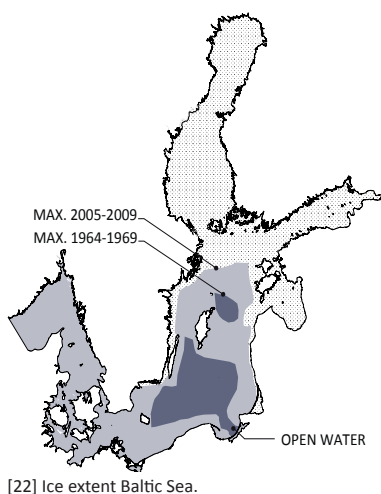 MAX. 2005-2009
MAX. 1964-1969
OPEN WATER
[22] Ice extent Baltic Sea.